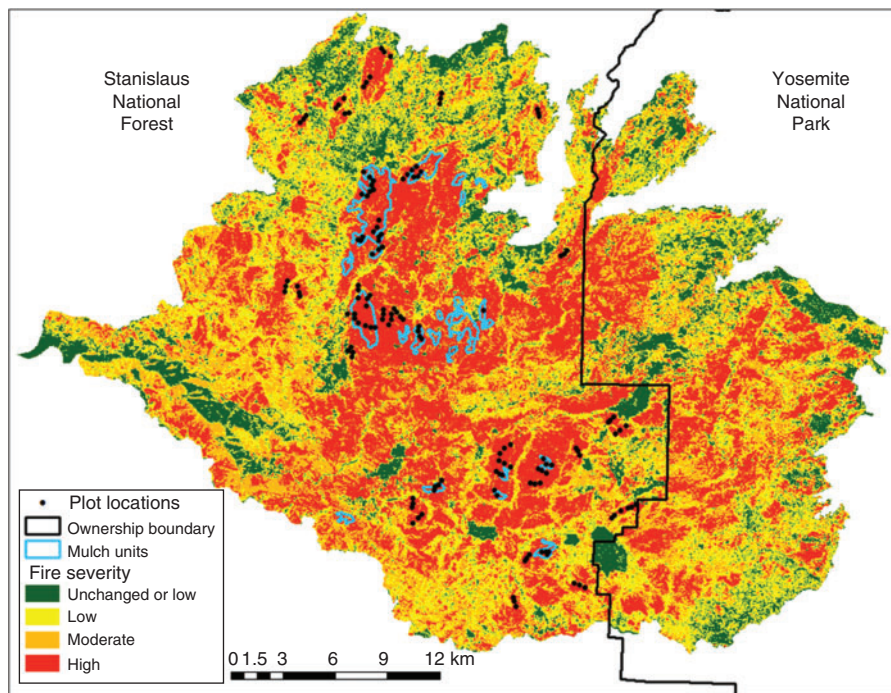 Stanislaus
National
Forest
Yosemite
National
Park
Plot locations
Ownership boundary
Mulch units
Fire severity
Unchanged or low
Low
Moderate
High
0 1.5 3 6 9 12 km